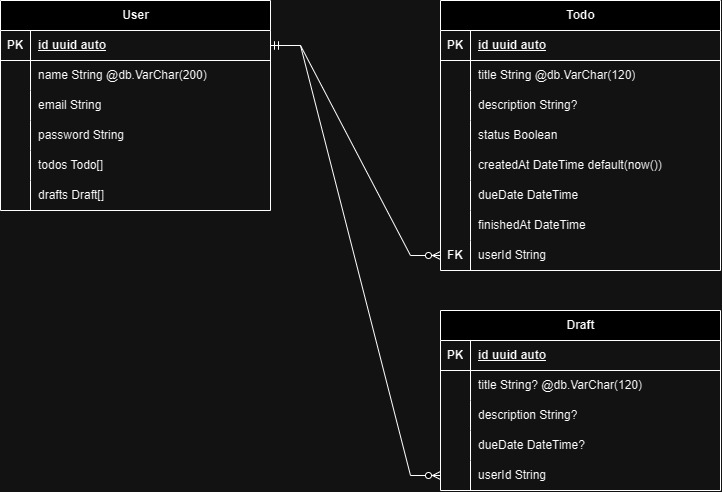 User
PK id uuid auto
name String @db.VarChar(200)
email String
password String
todos Todo[]
drafts Draft[]
Todo
PK id uuid auto
title String @db.VarChar(120)
description String?
status Boolean
createdAt DateTime default(now())
dueDate DateTime
finishedAt DateTime
FK userId String
Draft
PK id uuid auto
title String? @db.VarChar(120)
description String?
dueDate DateTime?
userId String